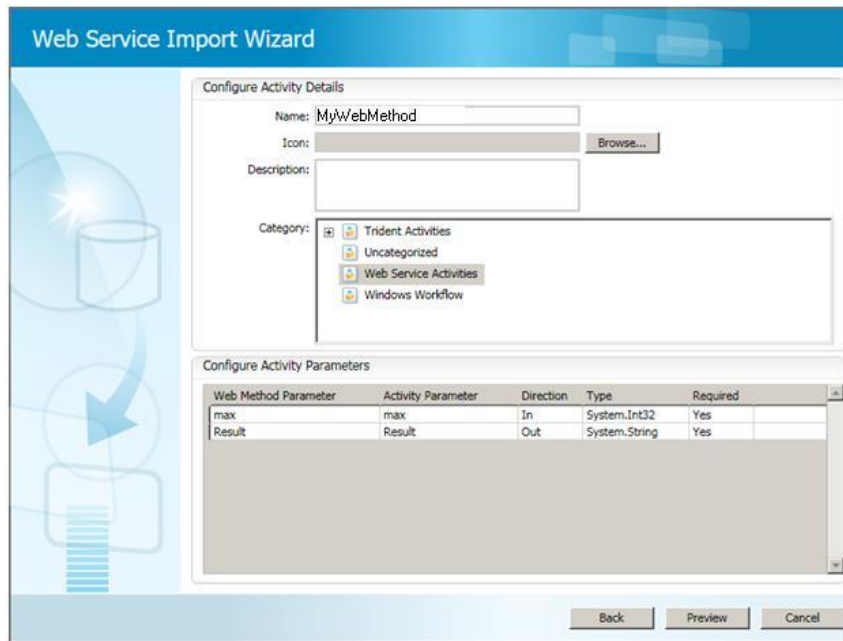 Web Service Import Wizard
Configure Activity Details
Name: MyWebMethod
Icon: Browse...
Description:
Category: Trident Activities
Uncategorized
Web Service Activities
Windows Workflow
Configure Activity Parameters
Web Method Parameter Activity Parameter Direction Type Required
max max In System.Int32 Yes
Result Result Out System.String Yes
Back Preview Cancel